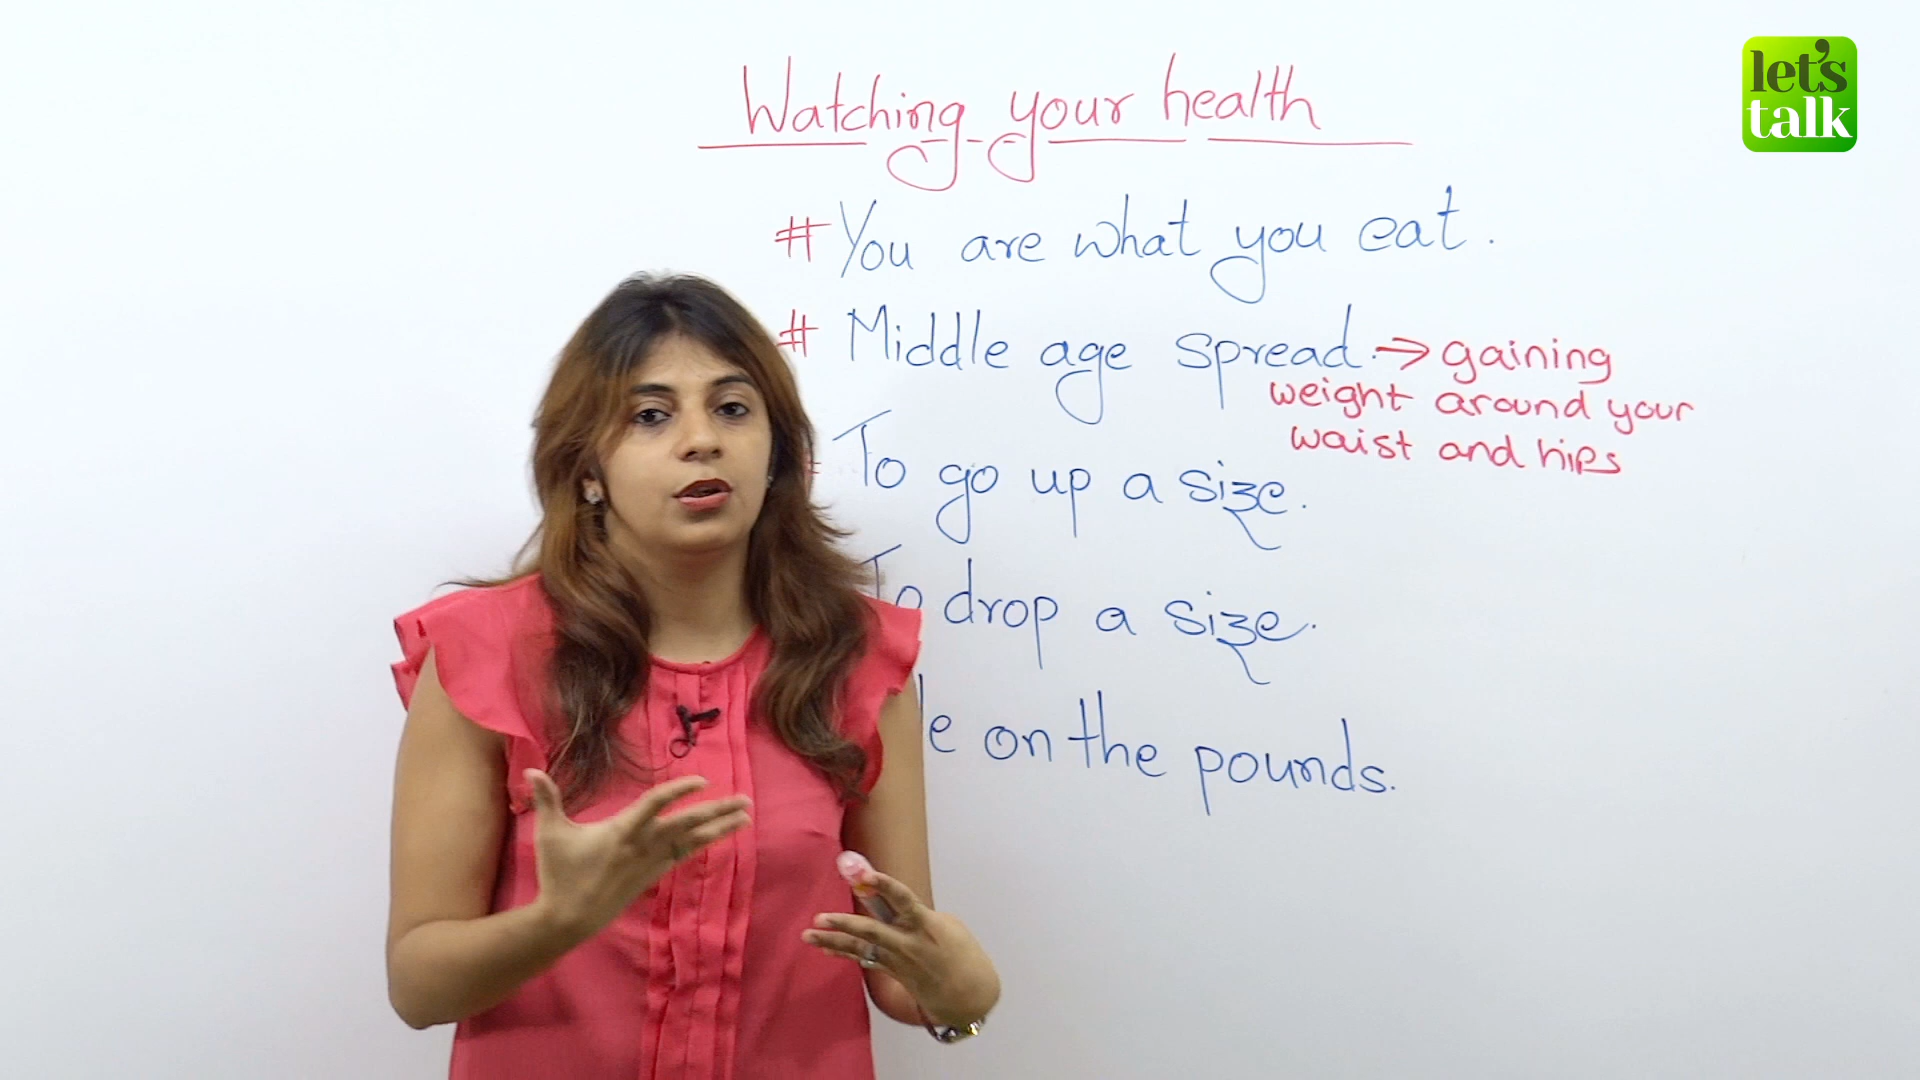 let's
talk
Watching your health
# You are what you eat.
# Middle age spread. → gaining
weight around your
waist and hips
To go up a size.
To drop a size.
on the pounds.